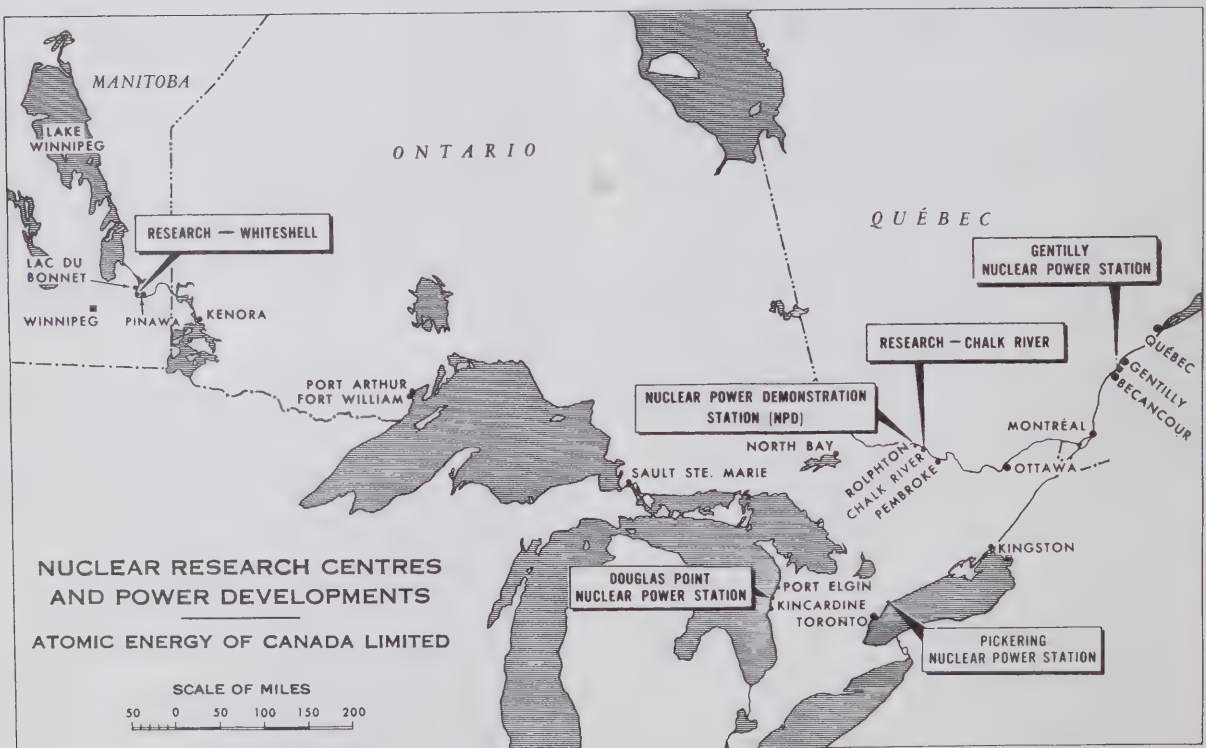 MANITOBA
LAKE
WINNIPEG
ONTARIO
QUÉBEC
RESEARCH — WHITESHELL
LAC DU
BONNET
WINNIPEG
PINAWA
KENORA
GENTILLY
NUCLEAR POWER STATION
QUÉBEC
GENTILLY
BECANCOUR
RESEARCH — CHALK RIVER
PORT ARTHUR
FORT WILLIAM
NUCLEAR POWER DEMONSTRATION
STATION (NPD)
MONTRÉAL
NORTH BAY
ROLPHTON
CHALK RIVER
PEMBROKE
OTTAWA
SAULT STE. MARIE
KINGSTON
DOUGLAS POINT
NUCLEAR POWER STATION
PORT ELGIN
KINCARDINE
TORONTO
PICKERING
NUCLEAR POWER STATION
NUCLEAR RESEARCH CENTRES
AND POWER DEVELOPMENTS
ATOMIC ENERGY OF CANADA LIMITED
SCALE OF MILES
50 0 50 100 150 200